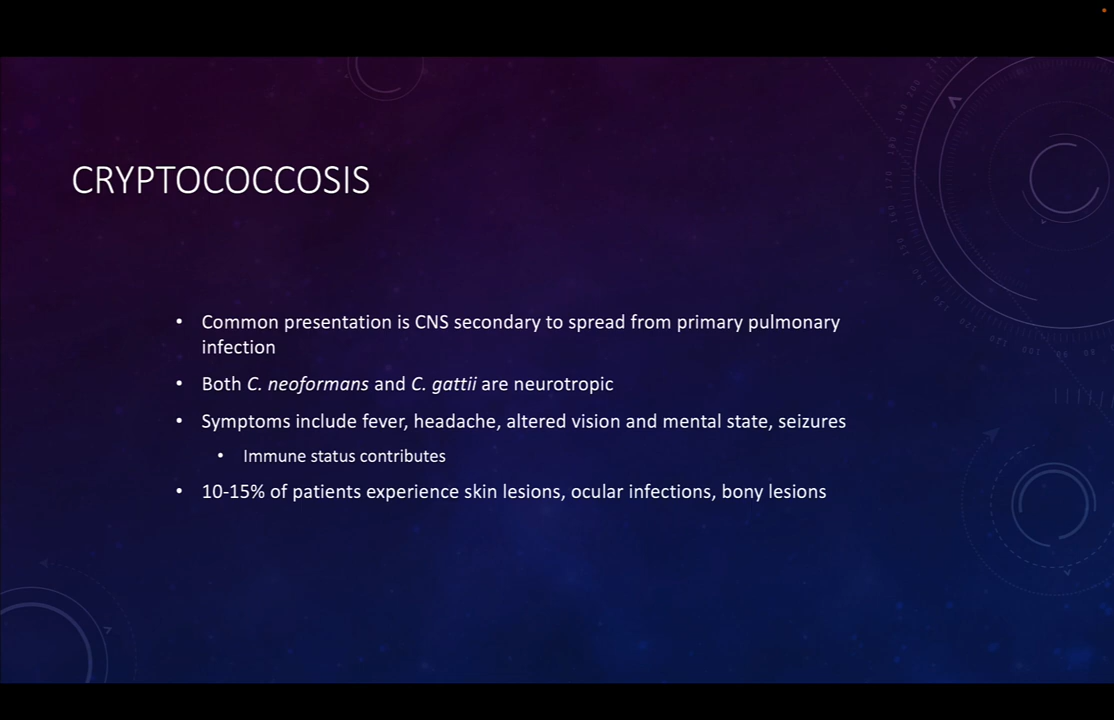 CRYPTOCOCCOSIS
• Common presentation is CNS secondary to spread from primary pulmonary
infection
• Both C. neoformans and C. gattii are neurotropic
• Symptoms include fever, headache, altered vision and mental state, seizures
• Immune status contributes
• 10-15% of patients experience skin lesions, ocular infections, bony lesions